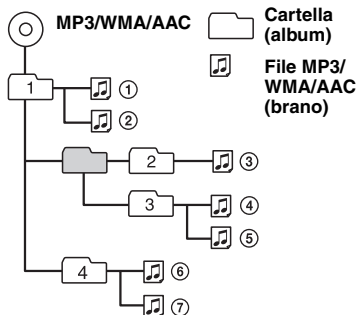 MP3/WMA/AAC
Cartella
(album)
File MP3/
WMA/AAC
(brano)
1
①
②
2
③
3
④
⑤
4
⑥
⑦